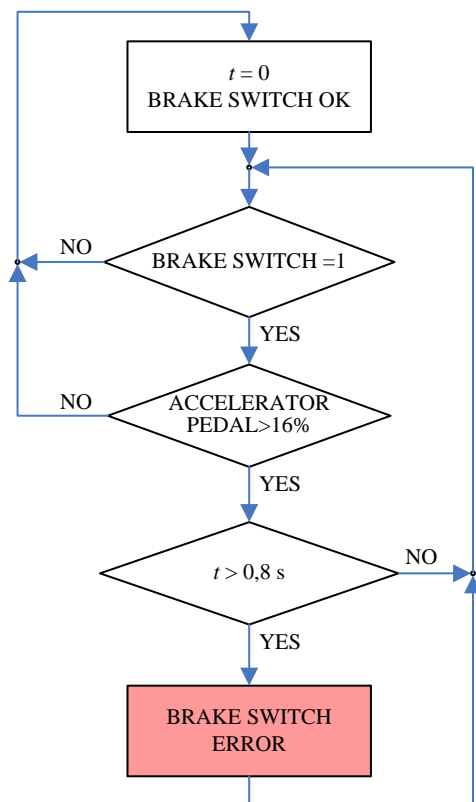 t = 0
BRAKE SWITCH OK
NO
BRAKE SWITCH =1
YES
NO
ACCELERATOR
PEDAL>16%
YES
t > 0,8 s
NO
YES
BRAKE SWITCH
ERROR